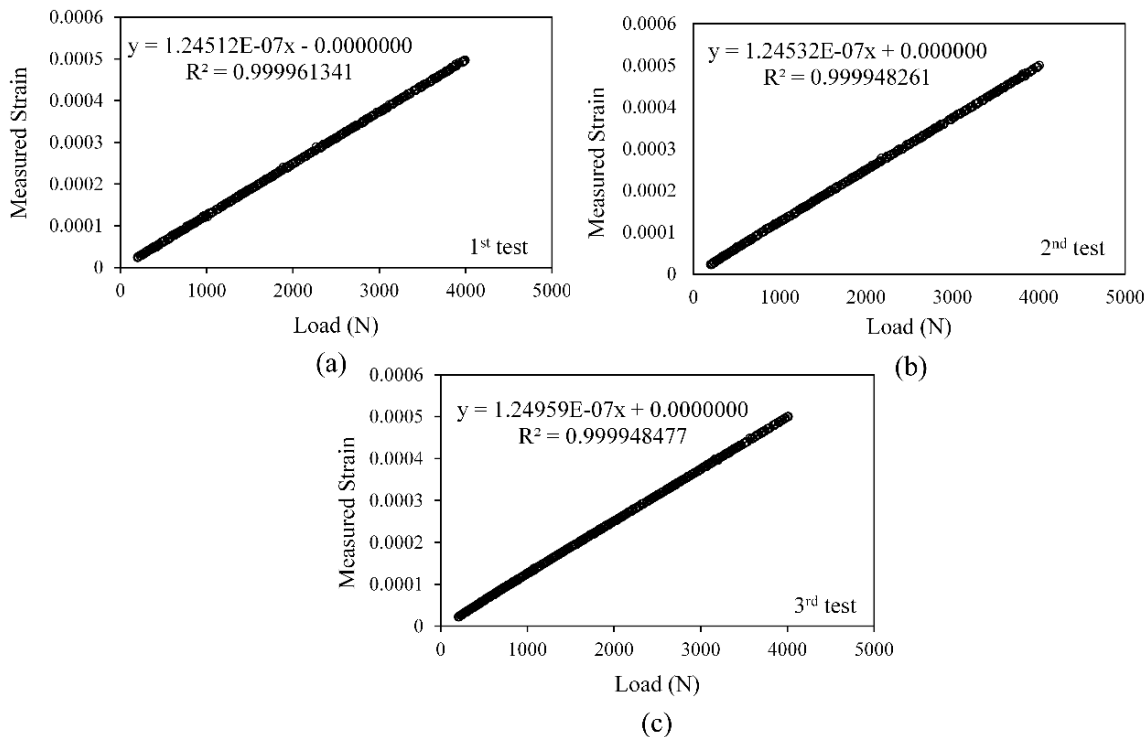 0.0006
y = 1.24512E-07x - 0.0000000
R² = 0.999961341
0.0005
0.0004
0.0003
0.0002
0.0001
0
Measured Strain
1st test
0 1000 2000 3000 4000 5000
Load (N)
(a)
0.0006
y = 1.24532E-07x + 0.000000
R² = 0.999948261
0.0005
0.0004
0.0003
0.0002
0.0001
0
Measured Strain
2nd test
0 1000 2000 3000 4000 5000
Load (N)
(b)
0.0006
y = 1.24959E-07x + 0.0000000
R² = 0.999948477
0.0005
0.0004
0.0003
0.0002
0.0001
0
Measured Strain
3rd test
0 1000 2000 3000 4000 5000
Load (N)
(c)